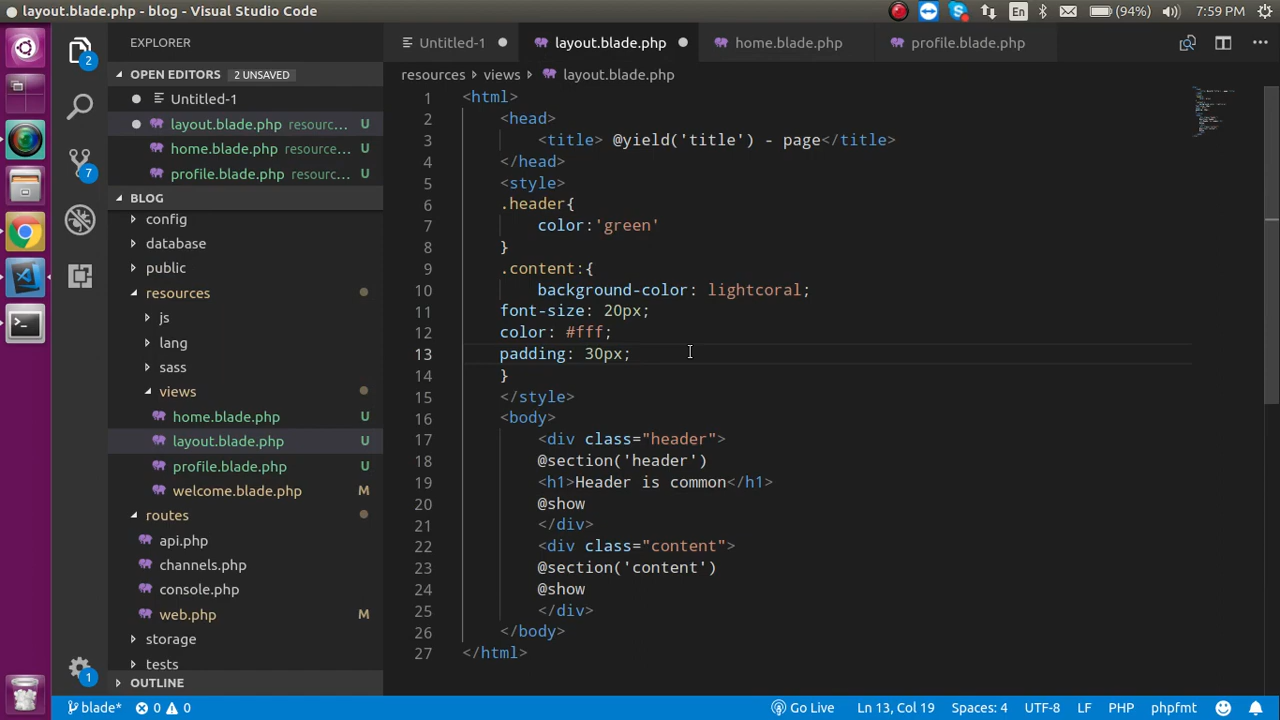 layout.blade.php - blog - Visual Studio Code
En
(94%)
7:59 PM
EXPLORER
OPEN EDITORS
2 UNSAVED
Untitled-1
layout.blade.php resourc... U
home.blade.php resource... U
profile.blade.php resourc... U
BLOG
config
database
public
resources
js
lang
sass
views
home.blade.php U
layout.blade.php U
profile.blade.php U
welcome.blade.php M
routes
api.php
channels.php
console.php
web.php M
storage
tests
OUTLINE
2
7
1
Untitled-1
layout.blade.php
home.blade.php
profile.blade.php
resources › views › layout.blade.php
1 <html>
2 <head>
3 <title> @yield('title') - page</title>
4 </head>
5 <style>
6 .header{
7 color:'green'
8 }
9 .content:{
10 background-color: lightcoral;
11 font-size: 20px;
12 color: #fff;
13 padding: 30px;
14 }
15 </style>
16 <body>
17 <div class="header">
18 @section('header')
19 <h1>Header is common</h1>
20 @show
21 </div>
22 <div class="content">
23 @section('content')
24 @show
25 </div>
26 </body>
27 </html>
blade* 0 0 Go Live Ln 13, Col 19 Spaces: 4 UTF-8 LF PHP phpfmt